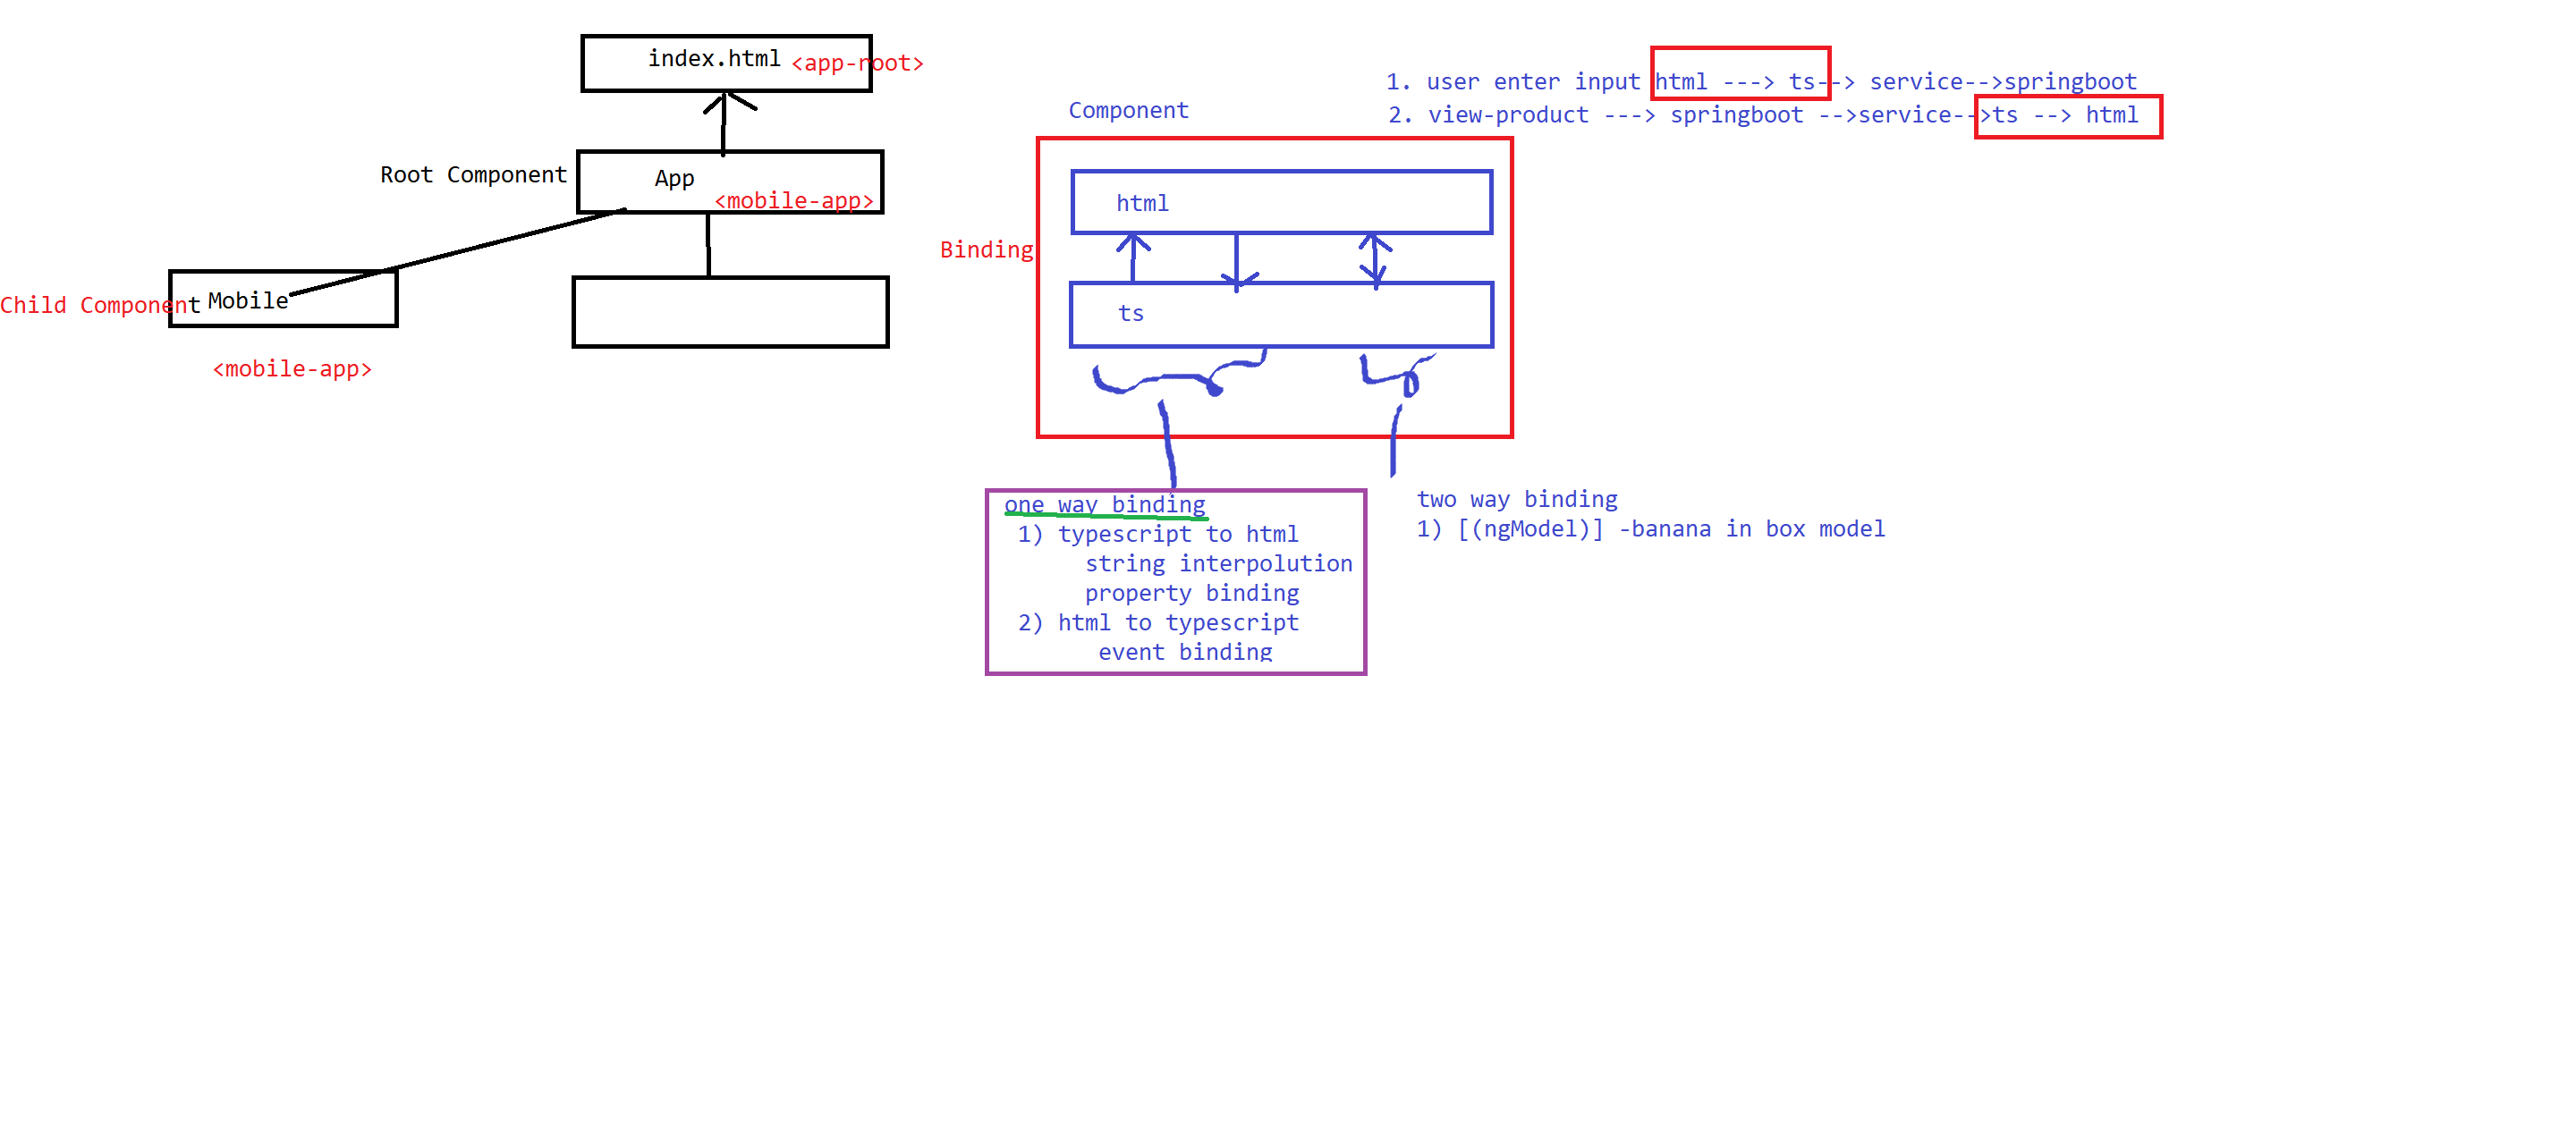 index.html <app-root>
Root Component
App
<mobile-app>
Child Component
Mobile
<mobile-app>
1. user enter input html ---> ts--> service-->springboot
2. view-product ---> springboot -->service-->ts --> html
Component
html
Binding
ts
one way binding
1) typescript to html
string interpolution
property binding
2) html to typescript
event binding
two way binding
1) [(ngModel)] -banana in box model